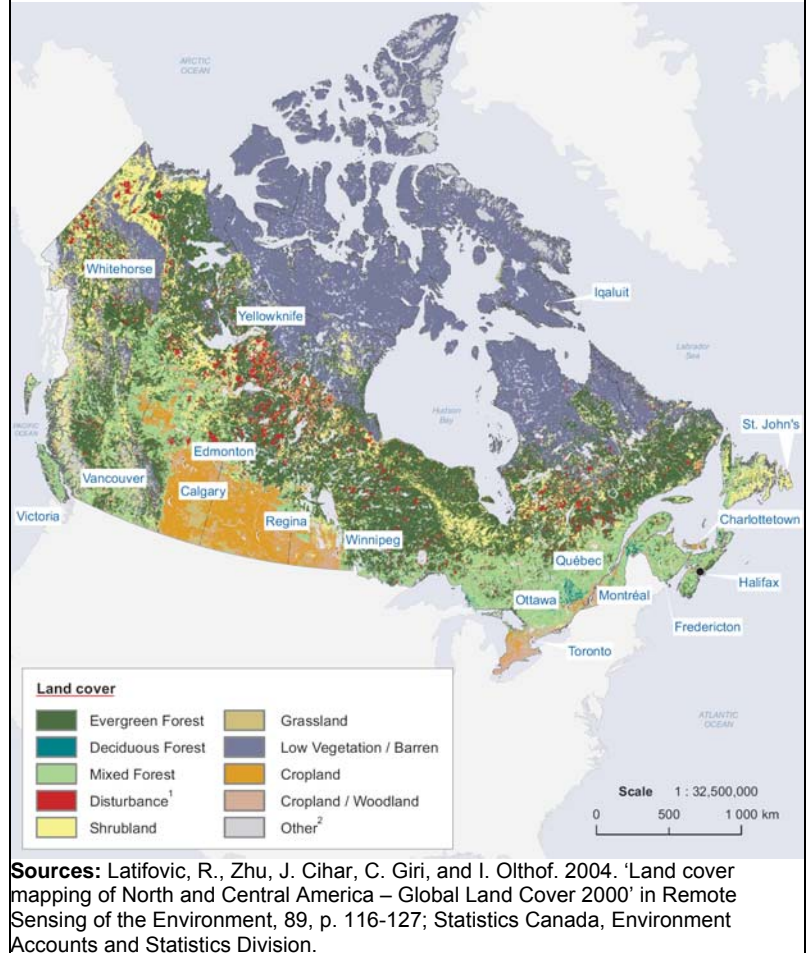 ARCTIC
OCEAN
Whitehorse
Yellowknife
Iqaluit
Labrador
Sea
Hudson
Bay
PACIFIC
OCEAN
St. John's
Edmonton
Vancouver
Calgary
Victoria
Regina
Winnipeg
Charlottetown
Québec
Halifax
Ottawa
Montréal
Fredericton
Toronto
ATLANTIC
OCEAN
Land cover
Evergreen Forest
Deciduous Forest
Mixed Forest
Disturbance1
Shrubland
Grassland
Low Vegetation / Barren
Cropland
Cropland / Woodland
Other2
Scale 1 : 32,500,000
0 500 1 000 km
Sources: Latifovic, R., Zhu, J. Cihar, C. Giri, and I. Olthof. 2004. ‘Land cover
mapping of North and Central America – Global Land Cover 2000’ in Remote
Sensing of the Environment, 89, p. 116-127; Statistics Canada, Environment
Accounts and Statistics Division.